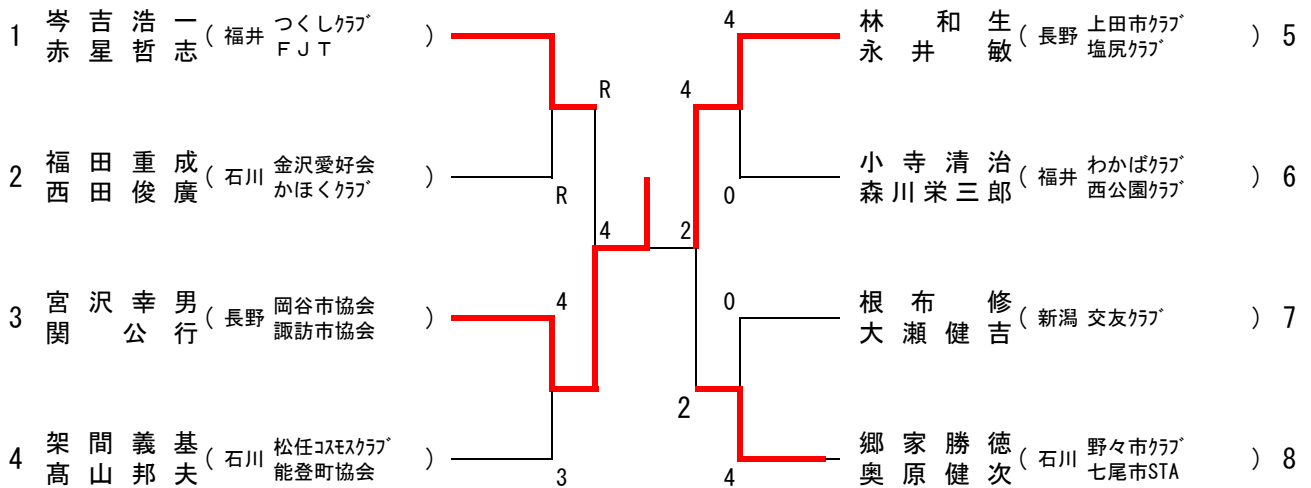 1 岑吉浩一 ( 福井 つくしクラブ )
赤星哲志 FJT
R
2 福田重成 ( 石川 金沢愛好会 )
西田俊廣 かほくクラブ
R
4
3 宮沢幸男 ( 長野 岡谷市協会 )
関公行 諏訪市協会
4
4 架間義基 ( 石川 松任コスモスクラブ )
髙山邦夫 能登町協会
3
4
林和生 ( 長野 上田市クラブ ) 5
永井敏 塩尻クラブ
4
小寺清治 ( 福井 わかばクラブ ) 6
森川栄三郎 西公園クラブ
0
2
0
根布修 ( 新潟 交友クラブ ) 7
大瀬健吉
2
郷家勝徳 ( 石川 野々市クラブ ) 8
奥原健次 七尾市STA
4